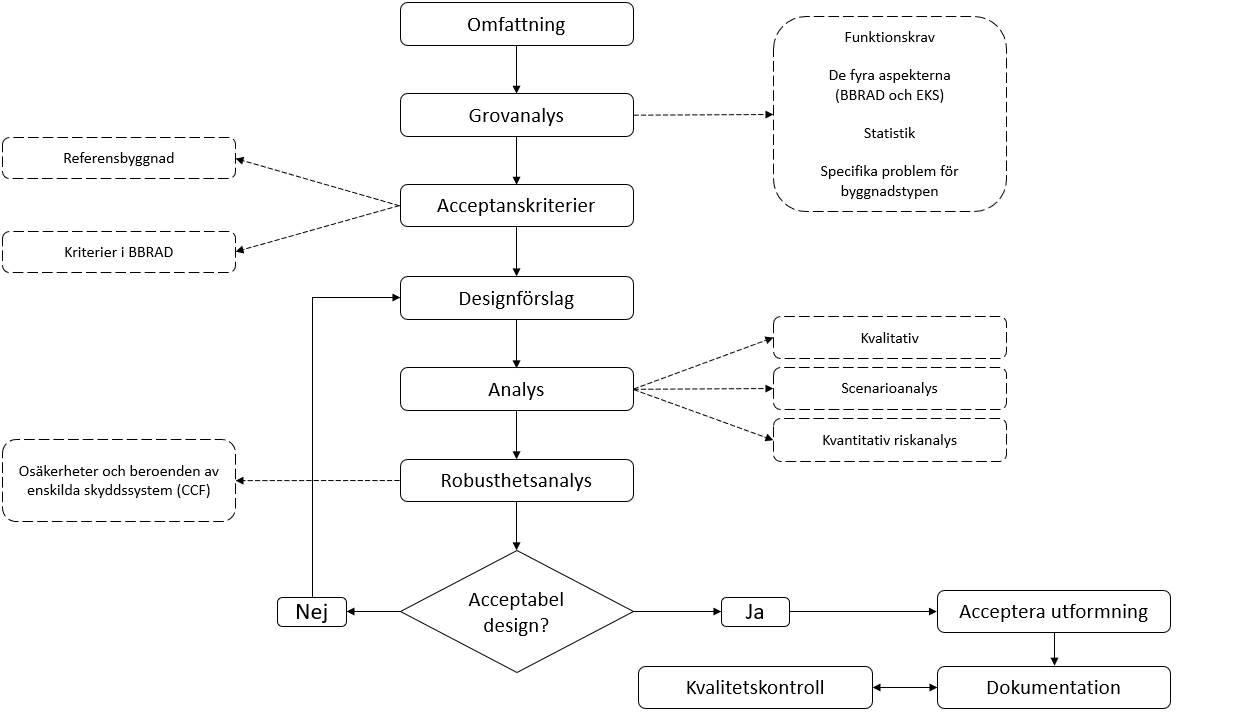 Omfattning
Funktionskrav
De fyra aspekterna
(BBRAD och EKS)
Statistik
Specifika problem för
byggnadstypen
Grovanalys
Referensbyggnad
Acceptanskriterier
Kriterier i BBRAD
Designförslag
Kvalitativ
Analys
Scenarioanalys
Kvantitativ riskanalys
Osäkerheter och beroenden av
enskilda skyddssystem (CCF)
Robusthetsanalys
Acceptabel
design?
Nej
Ja
Acceptera utformning
Kvalitetskontroll
Dokumentation